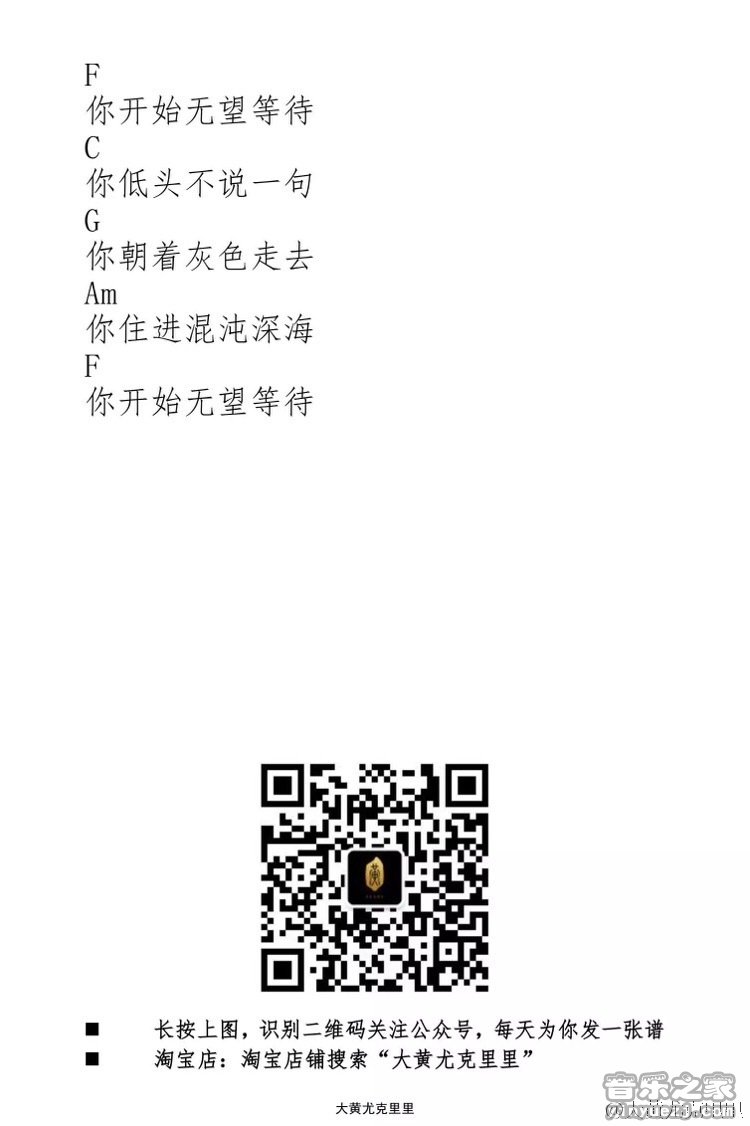 F
你开始无望等待
C
你低头不说一句
G
你朝着灰色走去
Am
你住进混沌深海
F
你开始无望等待
黄
■ 长按上图，识别二维码关注公众号，每天为你发一张谱
■ 淘宝店：淘宝店铺搜索“大黄尤克里里”
音乐之家
大黄尤克里里